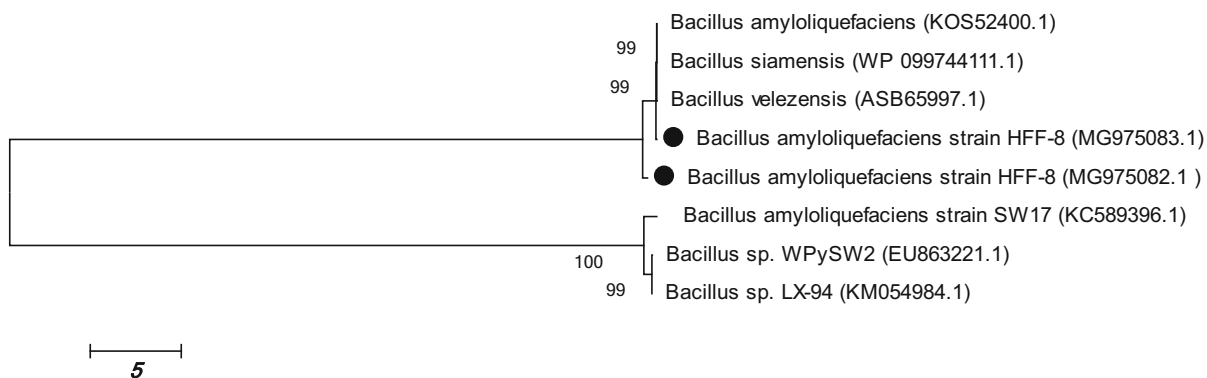 Bacillus amyloliquefaciens (KOS52400.1)
99
Bacillus siamensis (WP 099744111.1)
99
Bacillus velezensis (ASB65997.1)
Bacillus amyloliquefaciens strain HFF-8 (MG975083.1)
Bacillus amyloliquefaciens strain HFF-8 (MG975082.1 )
Bacillus amyloliquefaciens strain SW17 (KC589396.1)
Bacillus sp. WPySW2 (EU863221.1)
100
99
Bacillus sp. LX-94 (KM054984.1)
5